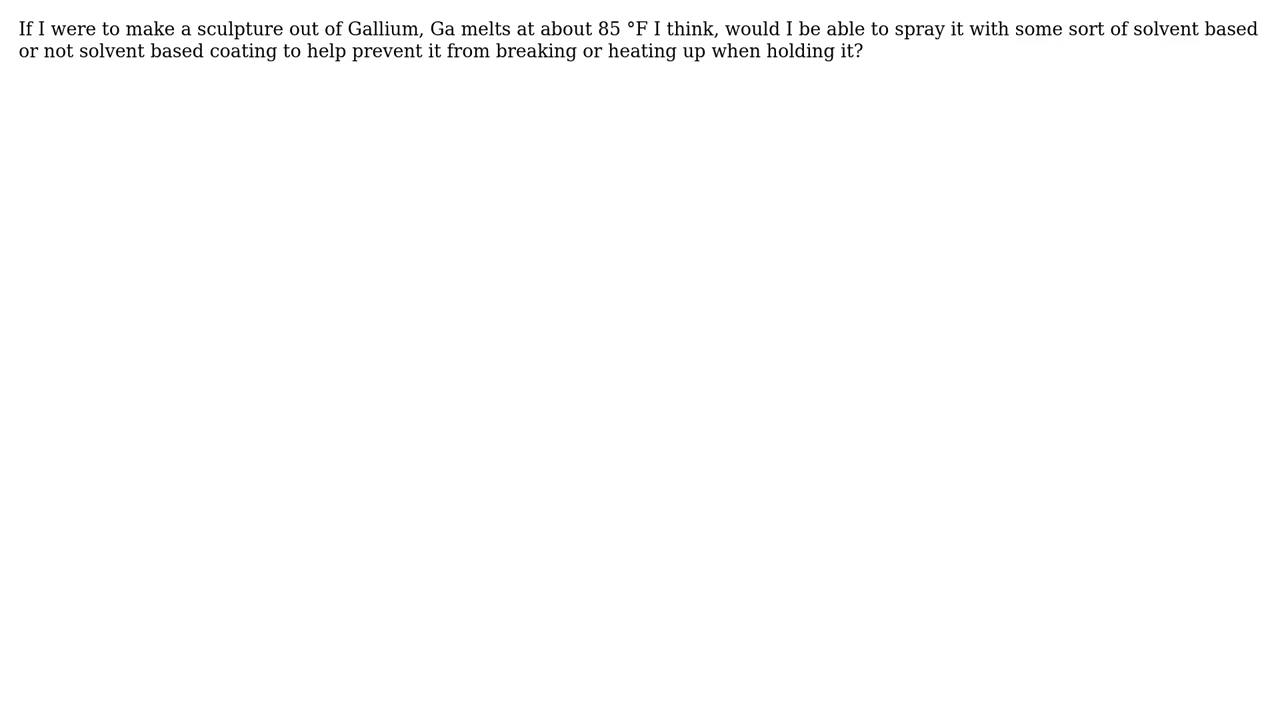 If I were to make a sculpture out of Gallium, Ga melts at about 85 °F I think, would I be able to spray it with some sort of solvent based
or not solvent based coating to help prevent it from breaking or heating up when holding it?